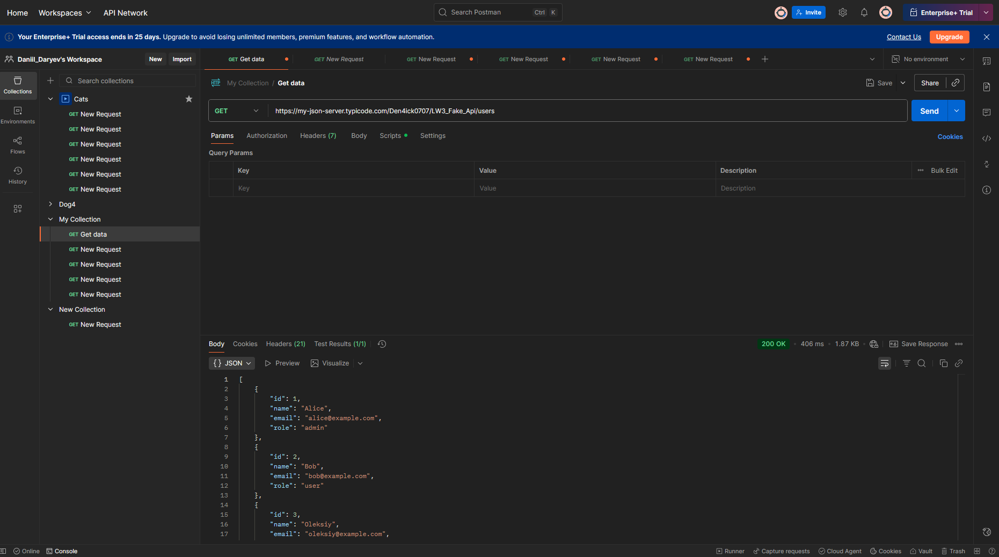 Home Workspaces API Network Search Postman Ctrl K Invite Enterprise+ Trial
Your Enterprise+ Trial access ends in 25 days. Upgrade to avoid losing unlimited members, premium features, and workflow automation. Contact Us Upgrade
Daniil_Daryev's Workspace New Import
GET Get data GET New Request GET New Request GET New Request GET New Request GET New Request No environment
Collections
Environments
Flows
History
Search collections
Cats
GET New Request
GET New Request
GET New Request
GET New Request
GET New Request
GET New Request
Dog4
My Collection
GET Get data
GET New Request
GET New Request
GET New Request
GET New Request
New Collection
GET New Request
HTTP My Collection / Get data Save Share
GET https://my-json-server.typicode.com/Den4ick0707/LW3_Fake_Api/users Send
Params Authorization Headers (7) Body Scripts Settings Cookies
Query Params
Key Value Description Bulk Edit
Key Value Description
Body Cookies Headers (21) Test Results (1/1) 200 OK 406 ms 1.87 KB e.g. Save Response
{} JSON Preview Visualize
1 [
2 {
3 "id": 1,
4 "name": "Alice",
5 "email": "alice@example.com",
6 "role": "admin"
7 },
8 {
9 "id": 2,
10 "name": "Bob",
11 "email": "bob@example.com",
12 "role": "user"
13 },
14 {
15 "id": 3,
16 "name": "Oleksiy",
17 "email": "oleksiy@example.com",
Online Console Runner Capture requests Cloud Agent Cookies Vault Trash